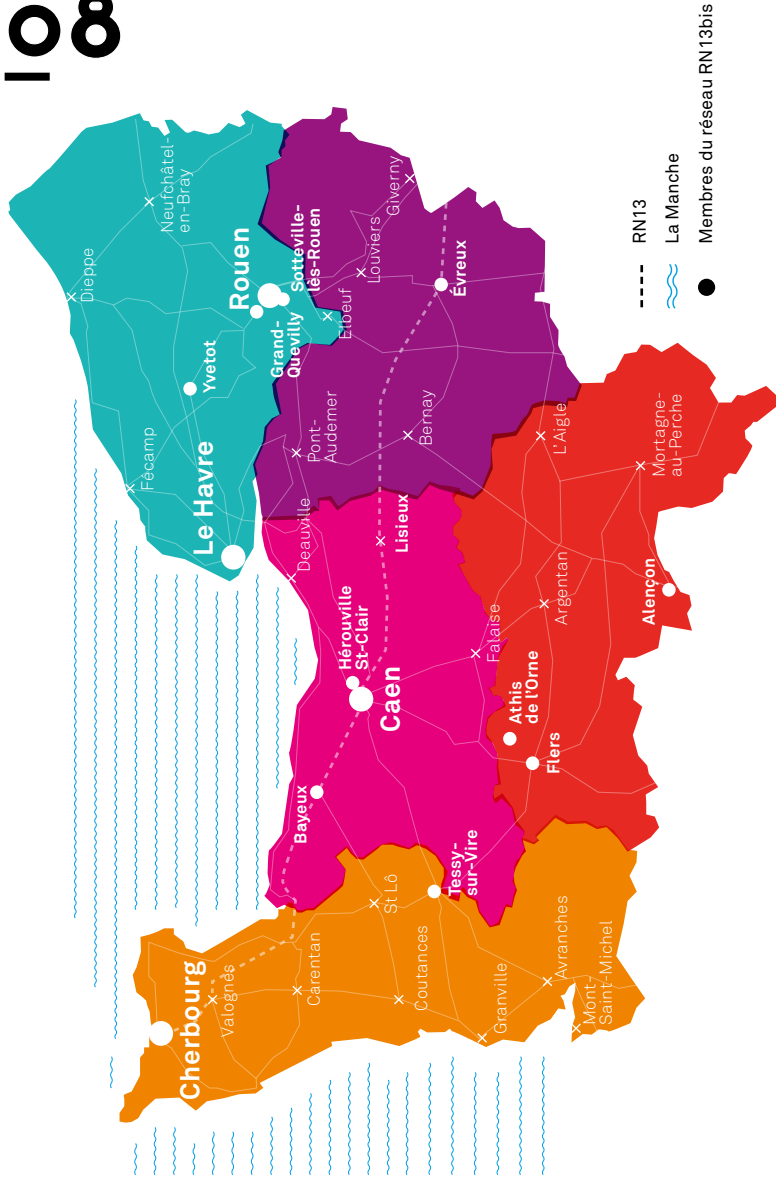 08
Dieppe
Neufchâtel-
en-Bray
Fécamp
Yvetot
Rouen
Le Havre
Grand-
Quevilly
Sotteville-
lès-Rouen
Elbeuf
Louviers
Giverny
Pont-
Audemer
Évreux
Bernay
Deauville
Lisieux
Hérouville
St-Clair
Caen
Bayeux
Cherbourg
Valognes
Carentan
St Lô
Coutances
Tessy-
sur-Vire
Granville
Avranches
Mont-
Saint-Michel
Falaise
Athis
de l'Orne
Flers
Argentan
L'Aigle
Mortagne-
au-Perche
Alençon
RN13
La Manche
Membres du réseau RN13bis